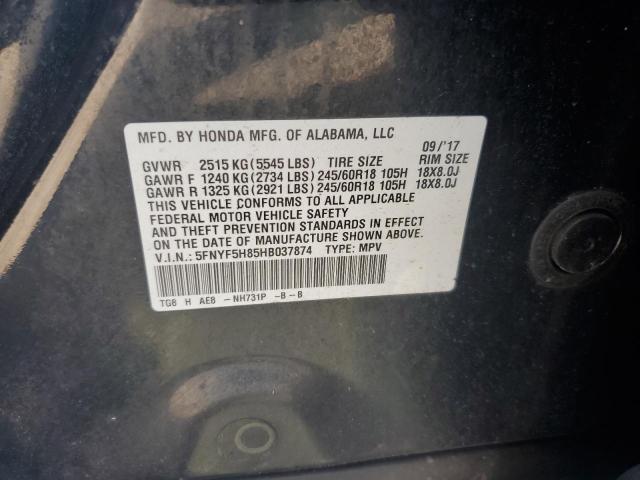 MFD. BY HONDA MFG. OF ALABAMA, LLC 09/'17
GVWR 2515 KG (5545 LBS) TIRE SIZE RIM SIZE
GAWR F 1240 KG (2734 LBS) 245/60R18 105H 18X8.0J
GAWR R 1325 KG (2921 LBS) 245/60R18 105H 18X8.0J
THIS VEHICLE CONFORMS TO ALL APPLICABLE
FEDERAL MOTOR VEHICLE SAFETY
AND THEFT PREVENTION STANDARDS IN EFFECT
ON THE DATE OF MANUFACTURE SHOWN ABOVE.
V.I.N.: 5FNYF5H85HB037874 TYPE: MPV
TG8 H AE8 -NH731P -B-B